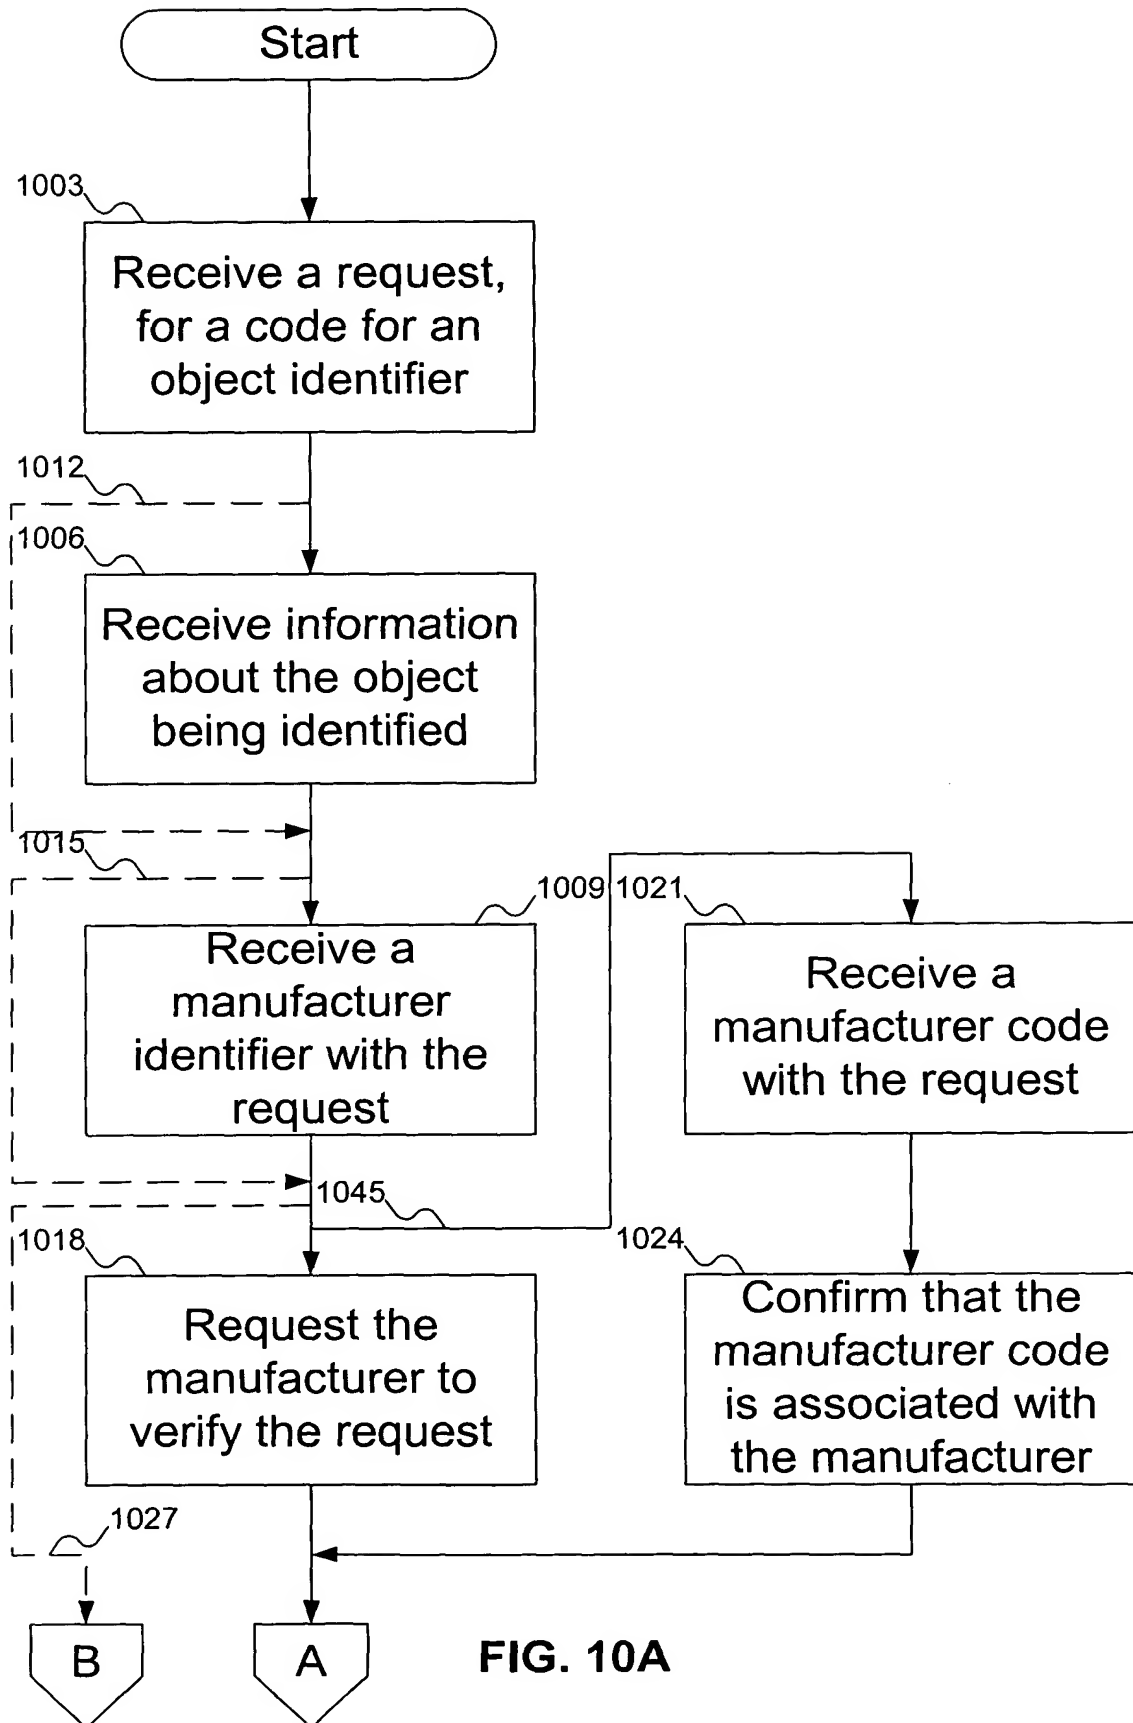 Start
1003
Receive a request,
for a code for an
object identifier
1012
1006
Receive information
about the object
being identified
1015
1009
Receive a
manufacturer
identifier with the
request
1021
Receive a
manufacturer code
with the request
1045
1018
Request the
manufacturer to
verify the request
1024
Confirm that the
manufacturer code
is associated with
the manufacturer
1027
B
A
FIG. 10A